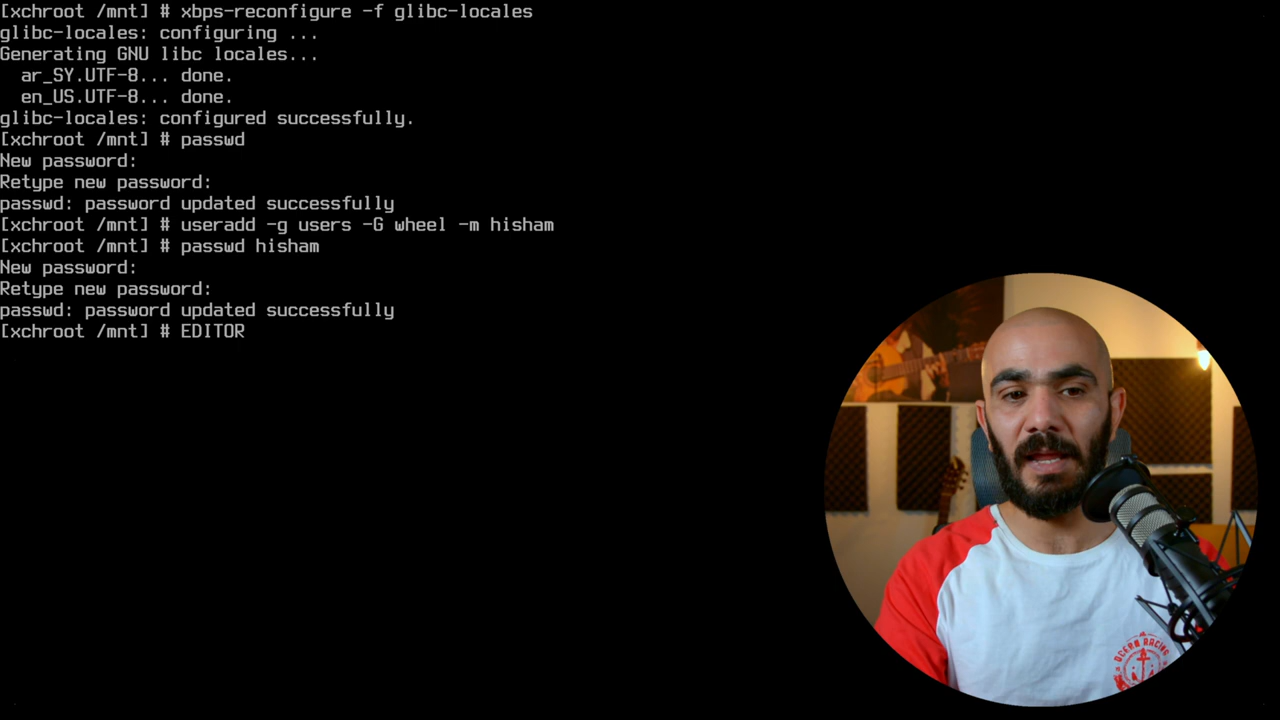 [xchroot /mnt] # xbps-reconfigure -f glibc-locales
glibc-locales: configuring ...
Generating GNU libc locales...
  ar_SY.UTF-8... done.
  en_US.UTF-8... done.
glibc-locales: configured successfully.
[xchroot /mnt] # passwd
New password:
Retype new password:
passwd: password updated successfully
[xchroot /mnt] # useradd -g users -G wheel -m hisham
[xchroot /mnt] # passwd hisham
New password:
Retype new password:
passwd: password updated successfully
[xchroot /mnt] # EDITOR
OCEAN RACING